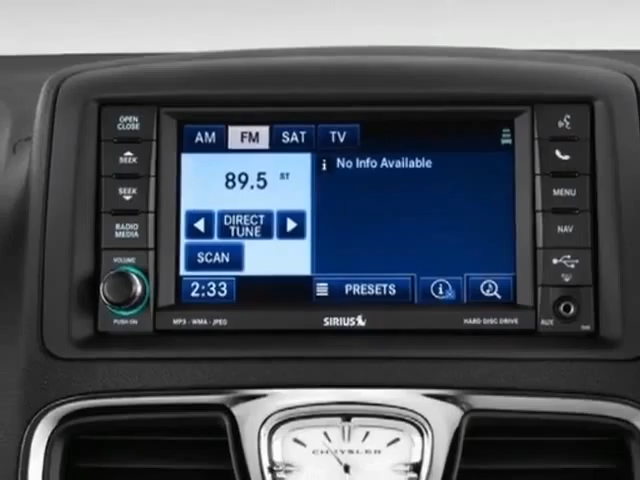 OPEN
CLOSE
SEEK
SEEK
RADIO
MEDIA
VOLUME
PUSH ON
AM FM SAT TV
89.5 ST
DIRECT
TUNE
SCAN
2:33
i No Info Available
PRESETS
MP3 - WMA - JPEG
SIRIUS
HARD DISC DRIVE
MENU
NAV
AUX
CHRYSLER